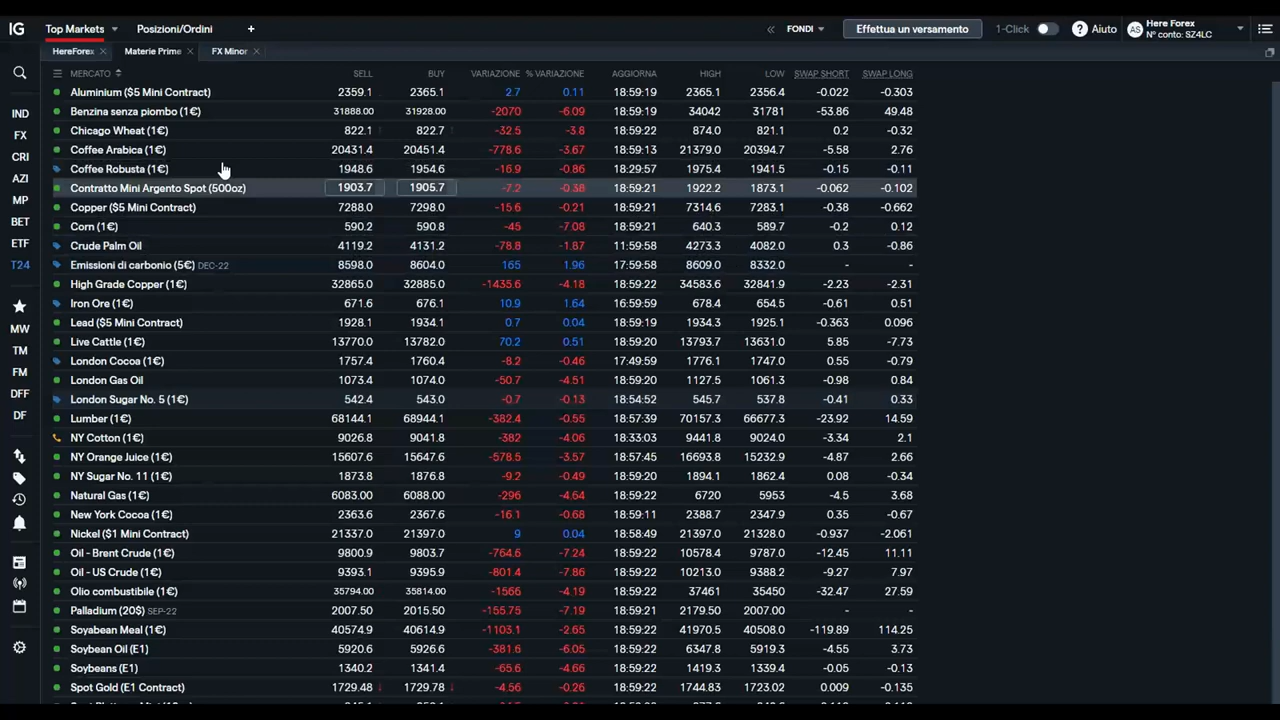 IG Top Markets Posizioni/Ordini + « FONDI Effettua un versamento 1-Click ? Aiuto AS Here Forex
Nº conto: SZ4LC
HereForex × Materie Prime × FX Minor ×
MERCATO SELL BUY VARIAZIONE % VARIAZIONE AGGIORNA HIGH LOW SWAP SHORT SWAP LONG
Aluminium ($5 Mini Contract) 2359.1 2365.1 2.7 0.11 18:59:19 2365.1 2356.4 -0.022 -0.303
IND Benzina senza piombo (1€) 31888.00 31928.00 -2070 -6.09 18:59:19 34042 31781 -53.86 49.48
FX Chicago Wheat (1€) 822.1 822.7 -32.5 -3.8 18:59:22 874.0 821.1 0.2 -0.32
CRI Coffee Arabica (1€) 20431.4 20451.4 -778.6 -3.67 18:59:13 21379.0 20394.7 -5.58 2.76
AZI Coffee Robusta (1€) 1948.6 1954.6 -16.9 -0.86 18:29:57 1975.4 1941.5 -0.15 -0.11
MP Contratto Mini Argento Spot (500oz) 1903.7 1905.7 -7.2 -0.38 18:59:21 1922.2 1873.1 -0.062 -0.102
BET Copper ($5 Mini Contract) 7288.0 7298.0 -15.6 -0.21 18:59:21 7314.6 7283.1 -0.38 -0.662
Corn (1€) 590.2 590.8 -45 -7.08 18:59:21 640.3 589.7 -0.2 0.12
ETF Crude Palm Oil 4119.2 4131.2 -78.8 -1.87 11:59:58 4273.3 4082.0 0.3 -0.86
T24 Emissioni di carbonio (5€) DEC-22 8598.0 8604.0 165 1.96 17:59:58 8609.0 8332.0 - -
High Grade Copper (1€) 32865.0 32885.0 -1435.6 -4.18 18:59:22 34583.6 32841.9 -2.23 -2.31
Iron Ore (1€) 671.6 676.1 10.9 1.64 16:59:59 678.4 654.5 -0.61 0.51
MW Lead ($5 Mini Contract) 1928.1 1934.1 0.7 0.04 18:59:19 1934.3 1925.1 -0.363 0.096
TM Live Cattle (1€) 13770.0 13782.0 70.2 0.51 18:59:20 13793.7 13631.0 5.85 -7.73
FM London Cocoa (1€) 1757.4 1760.4 -8.2 -0.46 17:49:59 1776.1 1747.0 0.55 -0.79
London Gas Oil 1073.4 1074.0 -50.7 -4.51 18:59:20 1127.5 1061.3 -0.98 0.84
DFF London Sugar No. 5 (1€) 542.4 543.0 -0.7 -0.13 18:54:52 545.7 537.8 -0.41 0.33
DF Lumber (1€) 68144.1 68944.1 -382.4 -0.55 18:57:39 70157.3 66677.3 -23.92 14.59
NY Cotton (1€) 9026.8 9041.8 -382 -4.06 18:33:03 9441.8 9024.0 -3.34 2.1
NY Orange Juice (1€) 15607.6 15647.6 -578.5 -3.57 18:57:45 16693.8 15232.9 -4.87 2.66
NY Sugar No. 11 (1€) 1873.8 1876.8 -9.2 -0.49 18:59:20 1894.1 1862.4 0.08 -0.34
Natural Gas (1€) 6083.00 6088.00 -296 -4.64 18:59:22 6720 5953 -4.5 3.68
New York Cocoa (1€) 2363.6 2367.6 -16.1 -0.68 18:59:11 2388.7 2347.9 0.35 -0.67
Nickel ($1 Mini Contract) 21337.0 21397.0 9 0.04 18:58:49 21397.0 21328.0 -0.937 -2.061
Oil - Brent Crude (1€) 9800.9 9803.7 -764.6 -7.24 18:59:22 10578.4 9787.0 -12.45 11.11
Oil - US Crude (1€) 9393.1 9395.9 -801.4 -7.86 18:59:22 10213.0 9388.2 -9.27 7.97
Olio combustibile (1€) 35794.00 35814.00 -1566 -4.19 18:59:22 37461 35450 -32.47 27.59
Palladium (20$) SEP-22 2007.50 2015.50 -155.75 -7.19 18:59:21 2179.50 2007.00 - -
Soyabean Meal (1€) 40574.9 40614.9 -1103.1 -2.65 18:59:22 41970.5 40508.0 -119.89 114.25
Soybean Oil (E1) 5920.6 5926.6 -381.6 -6.05 18:59:22 6347.8 5919.3 -4.55 3.73
Soybeans (E1) 1340.2 1341.4 -65.6 -4.66 18:59:22 1419.3 1339.4 -0.05 -0.13
Spot Gold (E1 Contract) 1729.48 1729.78 -4.56 -0.26 18:59:22 1744.83 1723.02 0.009 -0.135